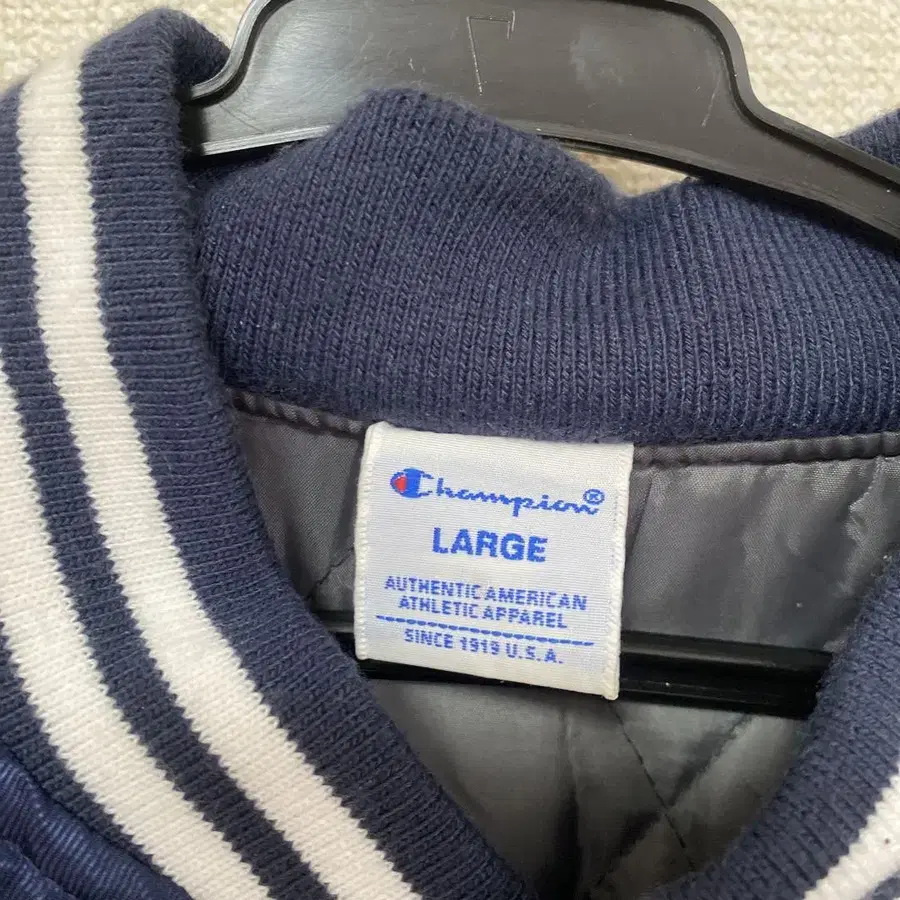 Champion®
LARGE
AUTHENTIC AMERICAN
ATHLETIC APPAREL
SINCE 1919 U.S.A.